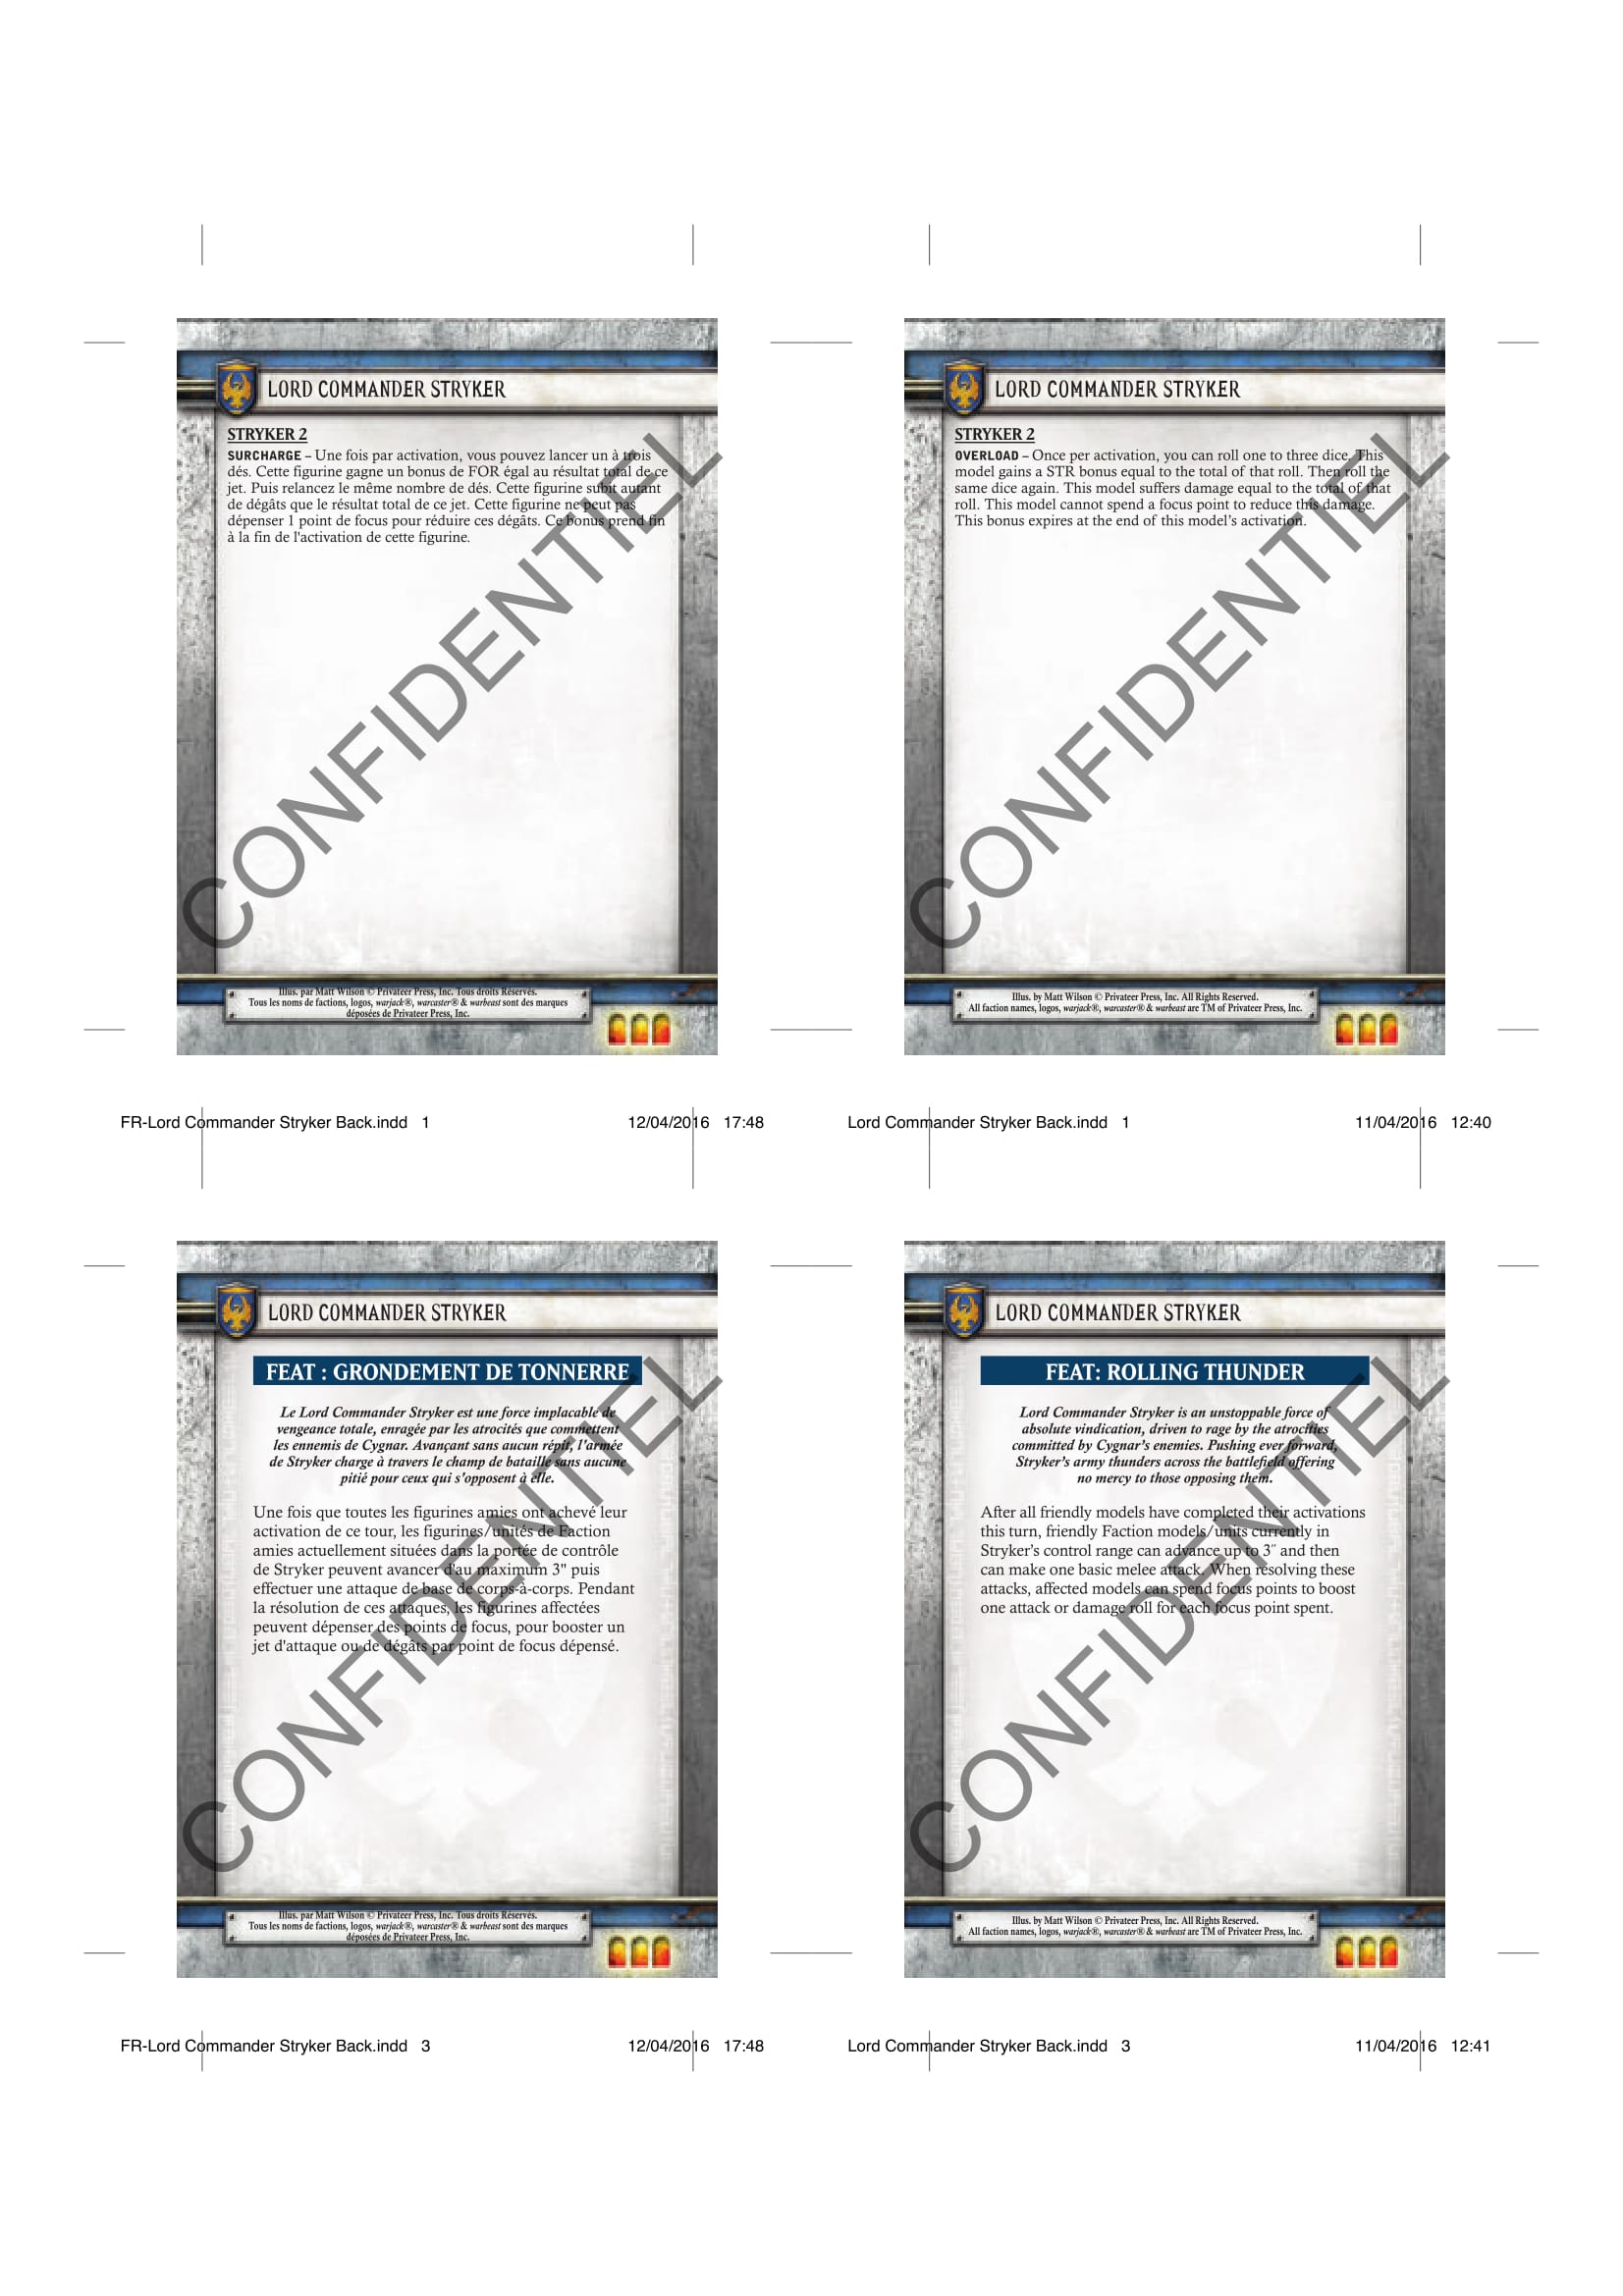 LORD COMMANDER STRYKER
STRYKER 2
SURCHARGE – Une fois par activation, vous pouvez lancer un à trois
dés. Cette figurine gagne un bonus de FOR égal au résultat total de ce
jet. Puis relancez le même nombre de dés. Cette figurine subit autant
de dégâts que le résultat total de ce jet. Cette figurine ne peut pas
dépenser 1 point de focus pour réduire ces dégâts. Ce bonus prend fin
à la fin de l'activation de cette figurine.
CONFIDENTIEL
Illus. par Matt Wilson © Privateer Press, Inc. Tous droits Réservés.
Tous les noms de factions, logos, warjack®, warcaster® & warbeast sont des marques
déposées de Privateer Press, Inc.
FR-Lord Commander Stryker Back.indd 1
12/04/2016 17:48
LORD COMMANDER STRYKER
STRYKER 2
OVERLOAD – Once per activation, you can roll one to three dice. This
model gains a STR bonus equal to the total of that roll. Then roll the
same dice again. This model suffers damage equal to the total of that
roll. This model cannot spend a focus point to reduce this damage.
This bonus expires at the end of this model's activation.
CONFIDENTIEL
Illus. by Matt Wilson © Privateer Press, Inc. All Rights Reserved.
All faction names, logos, warjack®, warcaster® & warbeast are TM of Privateer Press, Inc.
Lord Commander Stryker Back.indd 1
11/04/2016 12:40
LORD COMMANDER STRYKER
FEAT : GRONDEMENT DE TONNERRE
Le Lord Commander Stryker est une force implacable de
vengeance totale, enragée par les atrocités que commettent
les ennemis de Cygnar. Avançant sans aucun répit, l'armée
de Stryker charge à travers le champ de bataille sans aucune
pitié pour ceux qui s'opposent à elle.
Une fois que toutes les figurines amies ont achevé leur
activation de ce tour, les figurines/unités de Faction
amies actuellement situées dans la portée de contrôle
de Stryker peuvent avancer d'au maximum 3" puis
effectuer une attaque de base de corps-à-corps. Pendant
la résolution de ces attaques, les figurines affectées
peuvent dépenser des points de focus, pour booster un
jet d'attaque ou de dégâts par point de focus dépensé.
CONFIDENTIEL
Illus. par Matt Wilson © Privateer Press, Inc. Tous droits Réservés.
Tous les noms de factions, logos, warjack®, warcaster® & warbeast sont des marques
déposées de Privateer Press, Inc.
FR-Lord Commander Stryker Back.indd 3
12/04/2016 17:48
LORD COMMANDER STRYKER
FEAT: ROLLING THUNDER
Lord Commander Stryker is an unstoppable force of
absolute vindication, driven to rage by the atrocities
committed by Cygnar's enemies. Pushing ever forward,
Stryker's army thunders across the battlefield offering
no mercy to those opposing them.
After all friendly models have completed their activations
this turn, friendly Faction models/units currently in
Stryker's control range can advance up to 3˝ and then
can make one basic melee attack. When resolving these
attacks, affected models can spend focus points to boost
one attack or damage roll for each focus point spent.
CONFIDENTIEL
Illus. by Matt Wilson © Privateer Press, Inc. All Rights Reserved.
All faction names, logos, warjack®, warcaster® & warbeast are TM of Privateer Press, Inc.
Lord Commander Stryker Back.indd 3
11/04/2016 12:41